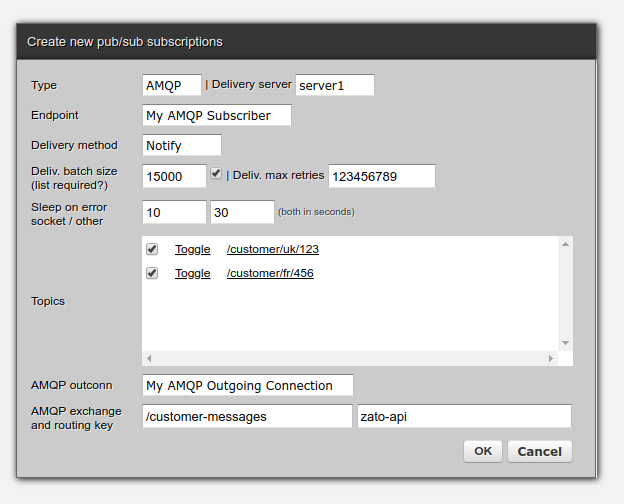 Create new pub/sub subscriptions
Type AMQP | Delivery server server1
Endpoint My AMQP Subscriber
Delivery method Notify
Deliv. batch size (list required?) 15000 | Deliv. max retries 123456789
Sleep on error socket / other 10 30 (both in seconds)
Topics
Toggle /customer/uk/123
Toggle /customer/fr/456
AMQP outconn My AMQP Outgoing Connection
AMQP exchange and routing key /customer-messages zato-api
OK Cancel